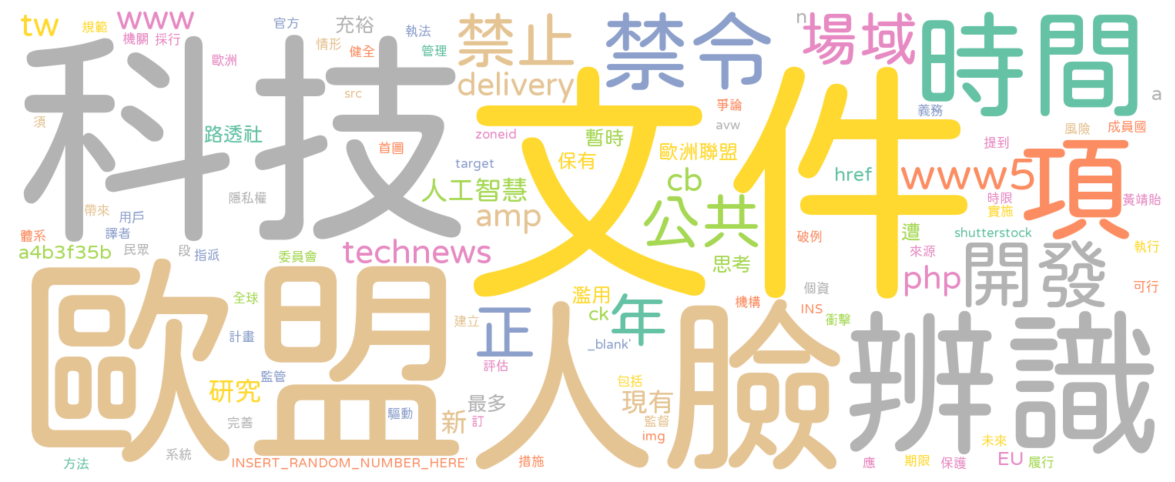 tw
規範
www
機關
採行
歐洲
官方
充裕
情形
健全
執法
管理
禁止
delivery
禁令
n
場域
時間
a
科技
src
須
路透社
首圖
zoneid
target
爭論
avw
暫時
保有
歐洲聯盟
義務
風險
成員國
提到
文件
href
www5
項
人工智慧
cb
公共
amp
隱私權
帶來
用戶
譯者
體系
a4b3f35b
民眾
段
指派
technews
委員會
思考
破例
遭
時限
實施
黃靖貽
shutterstock
來源
執行
php
開發
可行
歐盟
全球
計畫
監管
研究
完善
系統
方法
INSERT_RANDOM_NUMBER_HERE'
驅動
建立
新
最多
訂
正
評估
濫用
ck
年
_blank'
措施
人臉
包括
現有
監督
img
機構
個資
INS
衝擊
辨識
應
期限
保護
未來
EU
履行